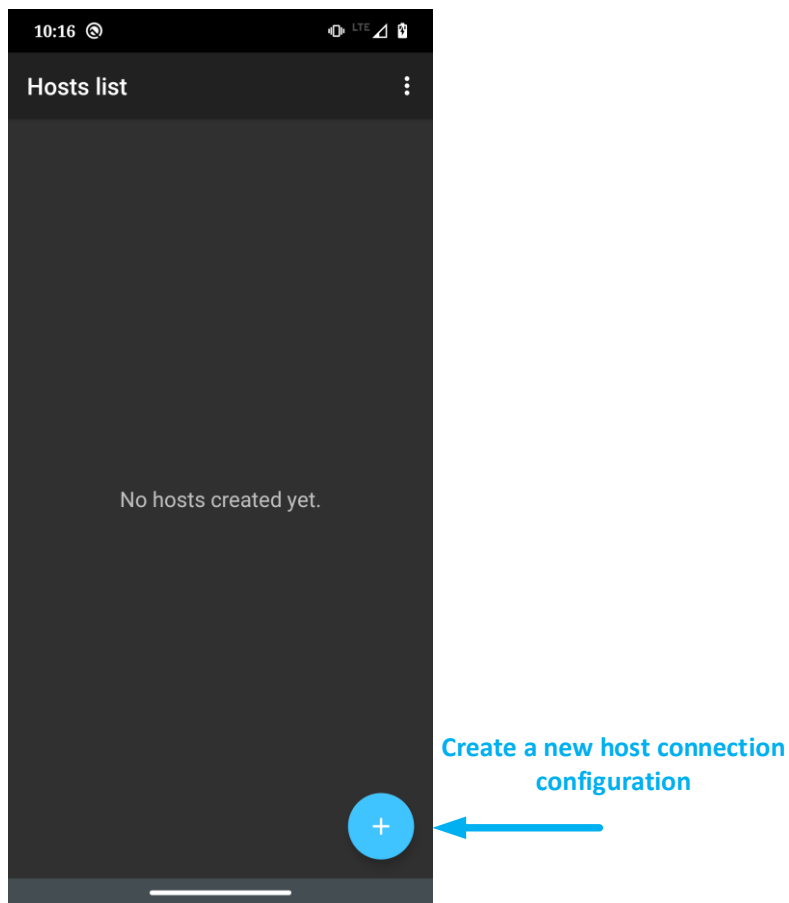 10:16
LTE
Hosts list
No hosts created yet.
Create a new host connection
configuration
+